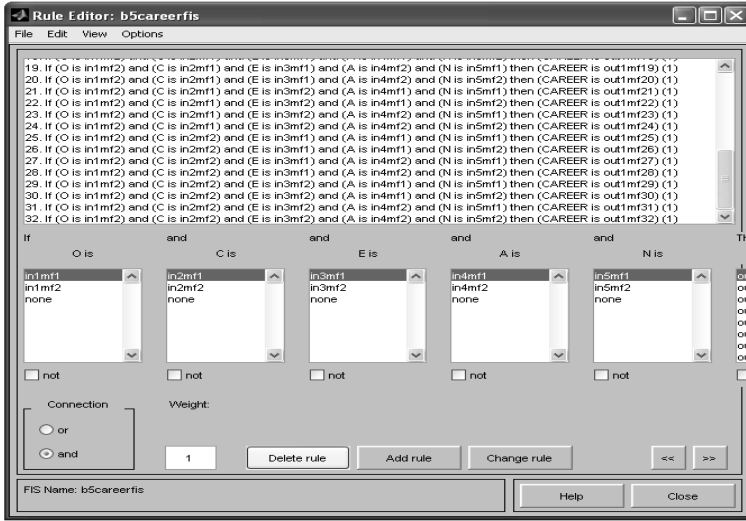 Rule Editor: b5careerfis
File Edit View Options
19. If (O is in1mf2) and (C is in2mf1) and (E is in3mf1) and (A is in4mf2) and (N is in5mf1) then (CAREER is out1mf19) (1)
20. If (O is in1mf2) and (C is in2mf1) and (E is in3mf1) and (A is in4mf2) and (N is in5mf2) then (CAREER is out1mf20) (1)
21. If (O is in1mf2) and (C is in2mf1) and (E is in3mf2) and (A is in4mf1) and (N is in5mf1) then (CAREER is out1mf21) (1)
22. If (O is in1mf2) and (C is in2mf1) and (E is in3mf2) and (A is in4mf1) and (N is in5mf2) then (CAREER is out1mf22) (1)
23. If (O is in1mf2) and (C is in2mf1) and (E is in3mf2) and (A is in4mf2) and (N is in5mf1) then (CAREER is out1mf23) (1)
24. If (O is in1mf2) and (C is in2mf1) and (E is in3mf2) and (A is in4mf2) and (N is in5mf2) then (CAREER is out1mf24) (1)
25. If (O is in1mf2) and (C is in2mf2) and (E is in3mf1) and (A is in4mf1) and (N is in5mf1) then (CAREER is out1mf25) (1)
26. If (O is in1mf2) and (C is in2mf2) and (E is in3mf1) and (A is in4mf1) and (N is in5mf2) then (CAREER is out1mf26) (1)
27. If (O is in1mf2) and (C is in2mf2) and (E is in3mf1) and (A is in4mf2) and (N is in5mf1) then (CAREER is out1mf27) (1)
28. If (O is in1mf2) and (C is in2mf2) and (E is in3mf1) and (A is in4mf2) and (N is in5mf2) then (CAREER is out1mf28) (1)
29. If (O is in1mf2) and (C is in2mf2) and (E is in3mf2) and (A is in4mf1) and (N is in5mf1) then (CAREER is out1mf29) (1)
30. If (O is in1mf2) and (C is in2mf2) and (E is in3mf2) and (A is in4mf1) and (N is in5mf2) then (CAREER is out1mf30) (1)
31. If (O is in1mf2) and (C is in2mf2) and (E is in3mf2) and (A is in4mf2) and (N is in5mf1) then (CAREER is out1mf31) (1)
32. If (O is in1mf2) and (C is in2mf2) and (E is in3mf2) and (A is in4mf2) and (N is in5mf2) then (CAREER is out1mf32) (1)
If and and and and
O is C is E is A is N is
in1mf1 in2mf1 in3mf1 in4mf1 in5mf1
in1mf2 in2mf2 in3mf2 in4mf2 in5mf2
none none none none none
not not not not not
Connection Weight:
or
and 1 Delete rule Add rule Change rule << >>
FIS Name: b5careerfis Help Close